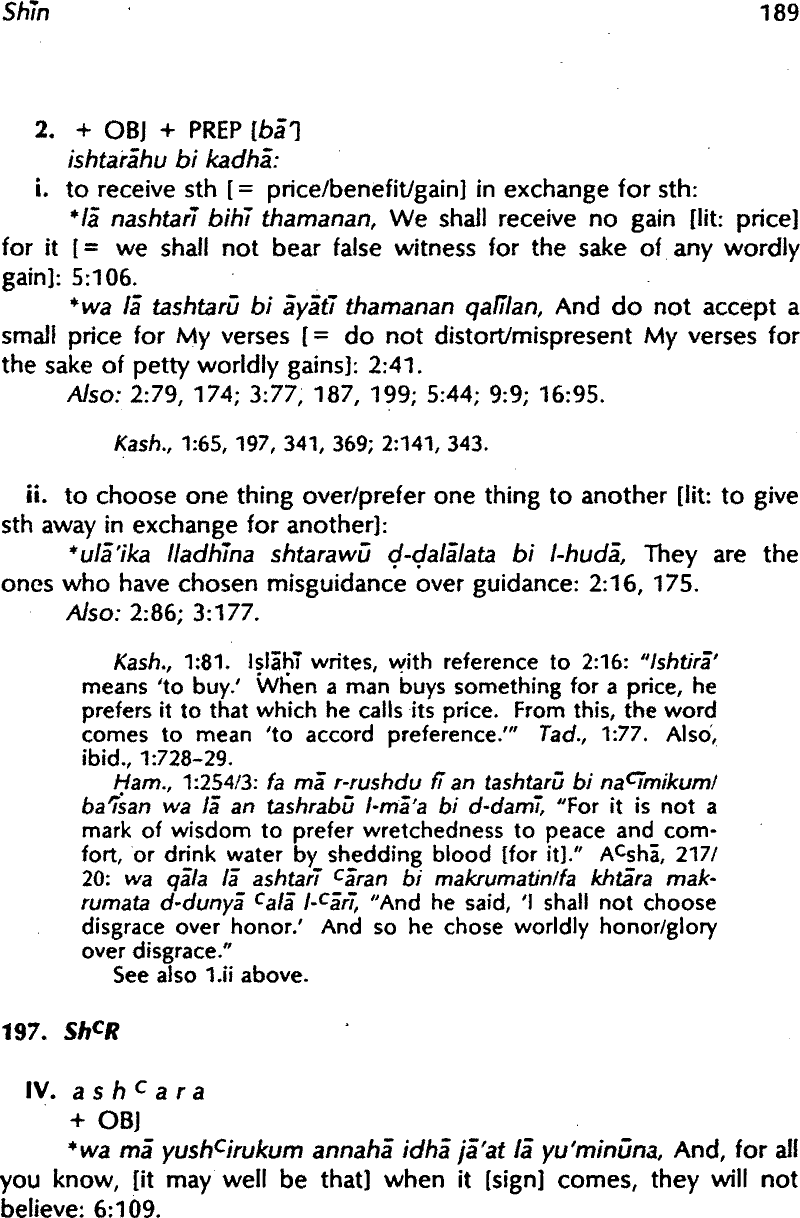 Shīn 189
2. + OBJ + PREP [bā']
ishtarāhu bi kadhā:
i. to receive sth [= price/benefit/gain] in exchange for sth:
*lā nashtarī bihī thamanan, We shall receive no gain [lit: price]
for it [= we shall not bear false witness for the sake of any wordly
gain]: 5:106.
*wa lā tashtarū bi āyātī thamanan qalīlan, And do not accept a
small price for My verses [= do not distort/mispresent My verses for
the sake of petty worldly gains]: 2:41.
Also: 2:79, 174; 3:77, 187, 199; 5:44; 9:9; 16:95.
Kash., 1:65, 197, 341, 369; 2:141, 343.
ii. to choose one thing over/prefer one thing to another [lit: to give
sth away in exchange for another]:
*ulā'ika lladhīna shtarawū ḍ-ḍalālata bi l-hudā, They are the
ones who have chosen misguidance over guidance: 2:16, 175.
Also: 2:86; 3:177.
Kash., 1:81. Iṣlāḥī writes, with reference to 2:16: "Ishtirā'
means 'to buy.' When a man buys something for a price, he
prefers it to that which he calls its price. From this, the word
comes to mean 'to accord preference.'" Tad., 1:77. Also,
ibid., 1:728-29.
Ḥam., 1:254/3: fa mā r-rushdu fī an tashtarū bi naᶜīmikum/
ba'īsan wa lā an tashrabū l-mā'a bi d-damī, "For it is not a
mark of wisdom to prefer wretchedness to peace and com-
fort, or drink water by shedding blood [for it]." Aᶜshā, 217/
20: wa qāla lā ashtarī ᶜāran bi makrumatin/fa khtāra mak-
rumata d-dunyā ᶜalā l-ᶜārī, "And he said, 'I shall not choose
disgrace over honor.' And so he chose worldly honor/glory
over disgrace."
See also 1.ii above.
197. ShᶜR
IV. a s h ᶜ a r a
+ OBJ
*wa mā yushᶜirukum annahā idhā jā'at lā yu'minūna, And, for all
you know, [it may well be that] when it [sign] comes, they will not
believe: 6:109.